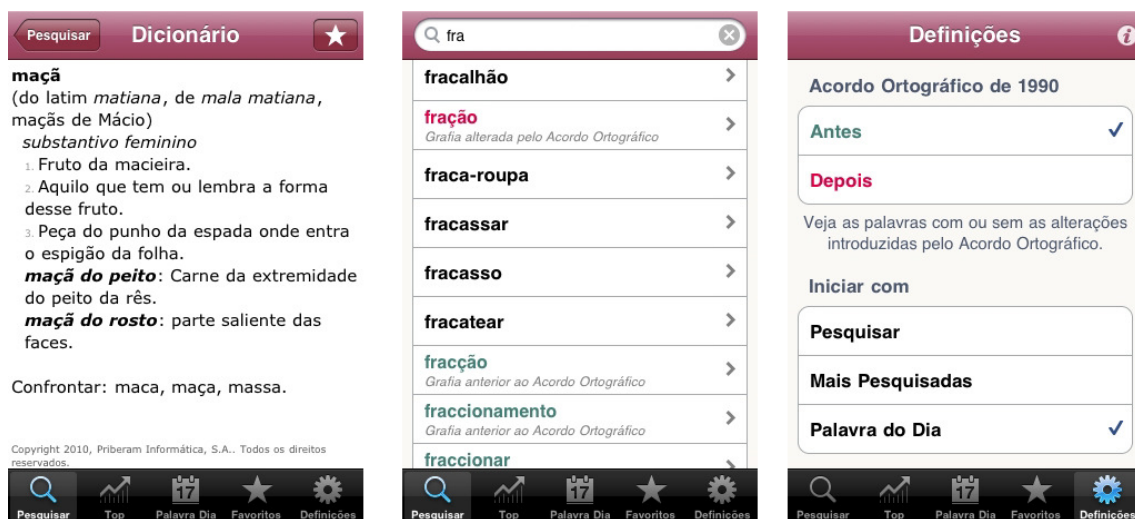 Pesquisar
Dicionário
maçã
(do latim matiana, de mala matiana,
maçãs de Mácio)
substantivo feminino
1. Fruto da macieira.
2. Aquilo que tem ou lembra a forma
desse fruto.
3. Peça do punho da espada onde entra
o espigão da folha.
maçã do peito: Carne da extremidade
do peito da rês.
maçã do rosto: parte saliente das
faces.
Confrontar: maca, maça, massa.
Copyright 2010, Priberam Informática, S.A.. Todos os direitos
reservados.
17
Pesquisar Top Palavra Dia Favoritos Definições
fra
fracalhão
fração
Grafia alterada pelo Acordo Ortográfico
fraca-roupa
fracassar
fracasso
fracatear
fracção
Grafia anterior ao Acordo Ortográfico
fraccionamento
Grafia anterior ao Acordo Ortográfico
fraccionar
17
Pesquisar Top Palavra Dia Favoritos Definições
Definições
i
Acordo Ortográfico de 1990
Antes
Depois
Veja as palavras com ou sem as alterações
introduzidas pelo Acordo Ortográfico.
Iniciar com
Pesquisar
Mais Pesquisadas
Palavra do Dia
17
Pesquisar Top Palavra Dia Favoritos Definições